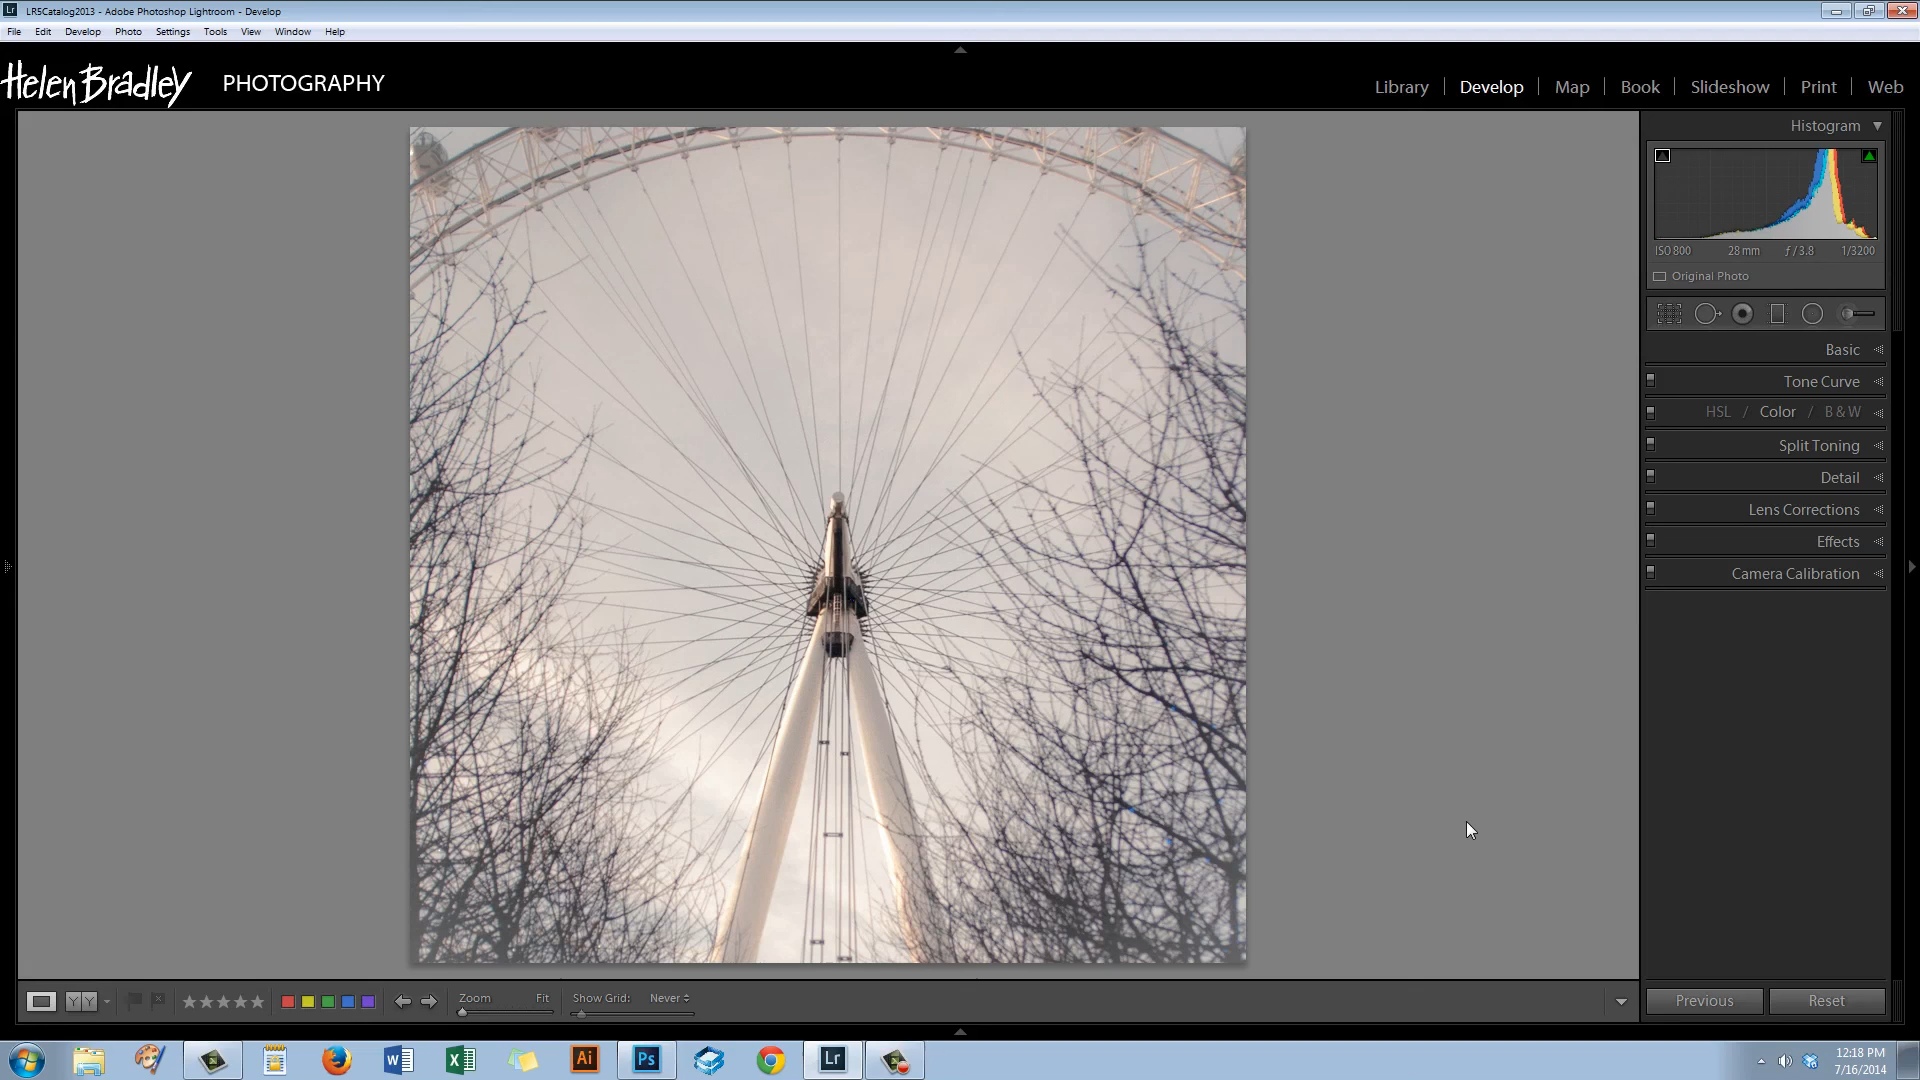 LR5Catalog2013 - Adobe Photoshop Lightroom - Develop
File Edit Develop Photo Settings Tools View Window Help
Helen Bradley PHOTOGRAPHY
Library Develop Map Book Slideshow Print Web
Histogram
ISO 800 28 mm ƒ / 3.8 1/3200
Original Photo
Basic
Tone Curve
HSL / Color / B & W
Split Toning
Detail
Lens Corrections
Effects
Camera Calibration
Y Y Zoom Fit Show Grid: Never
Previous Reset
W X Ai Ps Lr
12:18 PM
7/16/2014